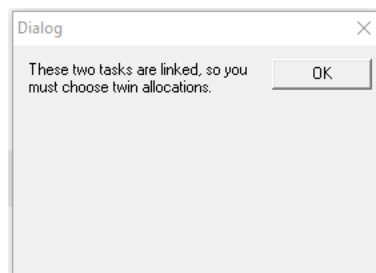 Dialog
These two tasks are linked, so you
must choose twin allocations.
OK